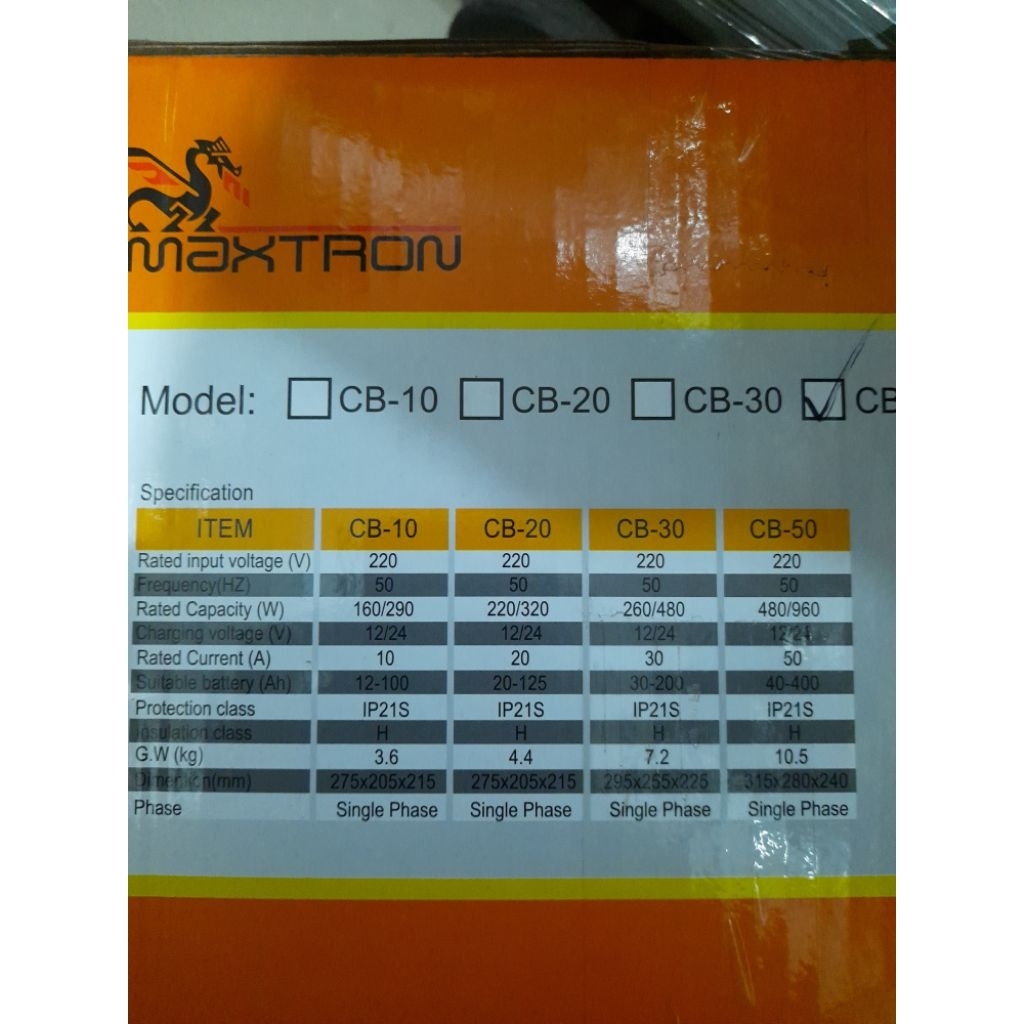 maxTRON
Model: CB-10 CB-20 CB-30 CB
Specification
ITEM CB-10 CB-20 CB-30 CB-50
Rated input voltage (V) 220 220 220 220
Frequency(HZ) 50 50 50 50
Rated Capacity (W) 160/290 220/320 260/480 480/960
Charging voltage (V) 12/24 12/24 12/24 12/24
Rated Current (A) 10 20 30 50
Suitable battery (Ah) 12-100 20-125 30-200 40-400
Protection class IP21S IP21S IP21S IP21S
Insulation class H H H H
G.W (kg) 3.6 4.4 7.2 10.5
Dimension(mm) 275x205x215 275x205x215 295x255x225 315x280x240
Phase Single Phase Single Phase Single Phase Single Phase